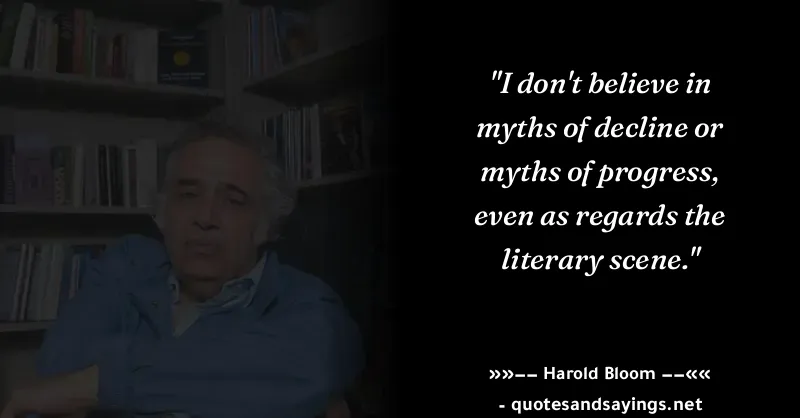 "I don't believe in
myths of decline or
myths of progress,
even as regards the
literary scene."
»»–– Harold Bloom ––««
- quotesandsayings.net